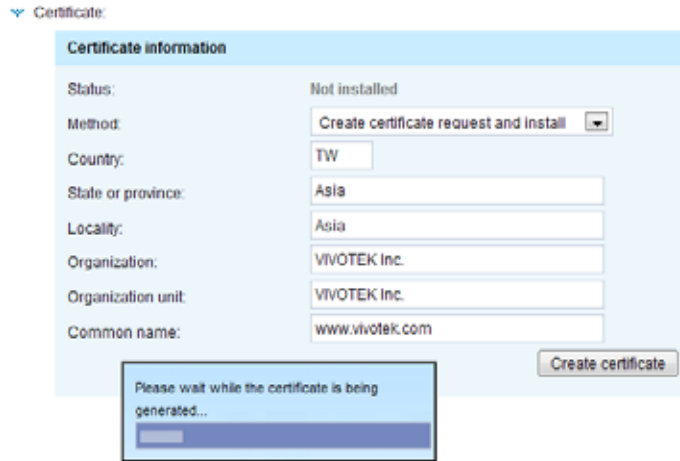 Certificate:
Certificate information
Status: Not installed
Method: Create certificate request and install
Country: TW
State or province: Asia
Locality: Asia
Organization: VIVOTEK Inc.
Organization unit: VIVOTEK Inc.
Common name: www.vivotek.com
Create certificate
Please wait while the certificate is being
generated...